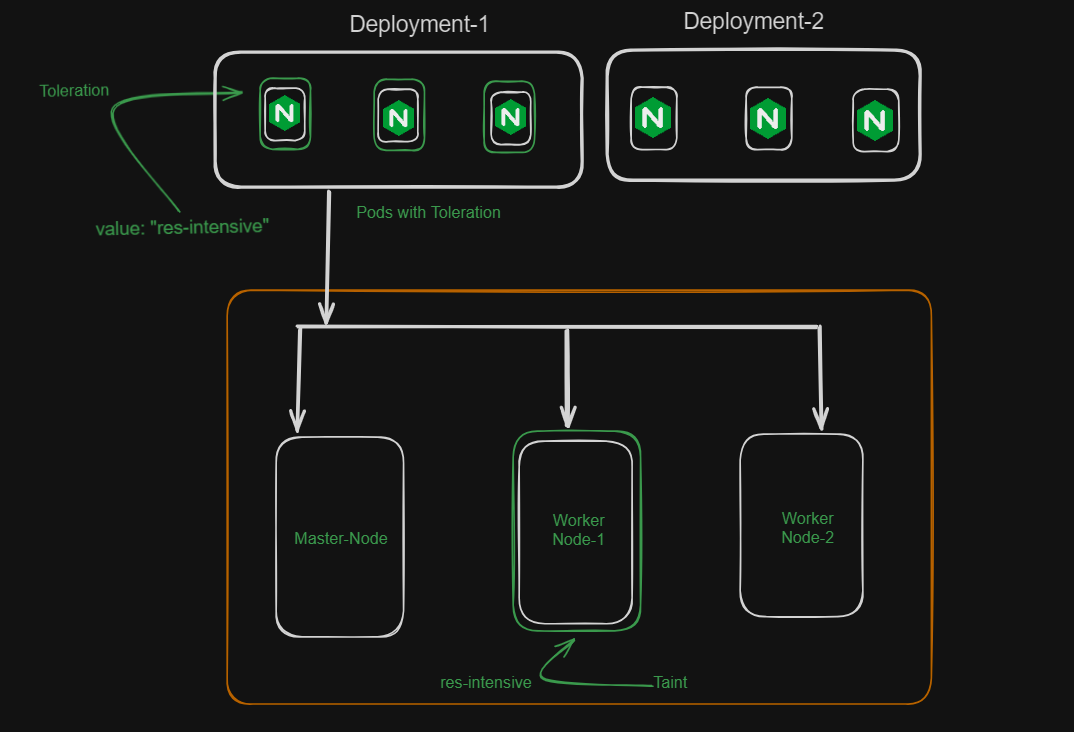 Deployment-1
Deployment-2
Toleration
N
N
N
N
N
N
value: "res-intensive"
Pods with Toleration
Master-Node
Worker
Node-1
Worker
Node-2
res-intensive
Taint